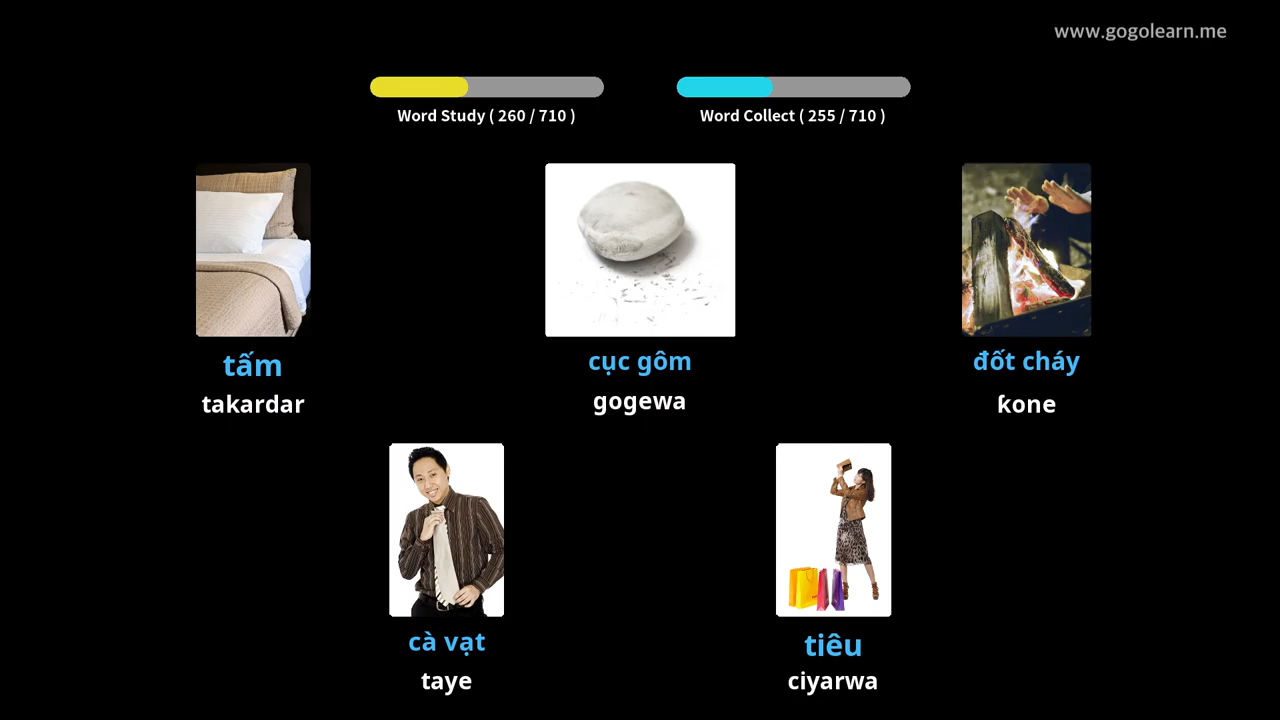 www.gogolearn.me
Word Study ( 260 / 710 )
Word Collect ( 255 / 710 )
tấm
takardar
cục gôm
gogewa
đốt cháy
ƙone
cà vạt
taye
tiêu
ciyarwa